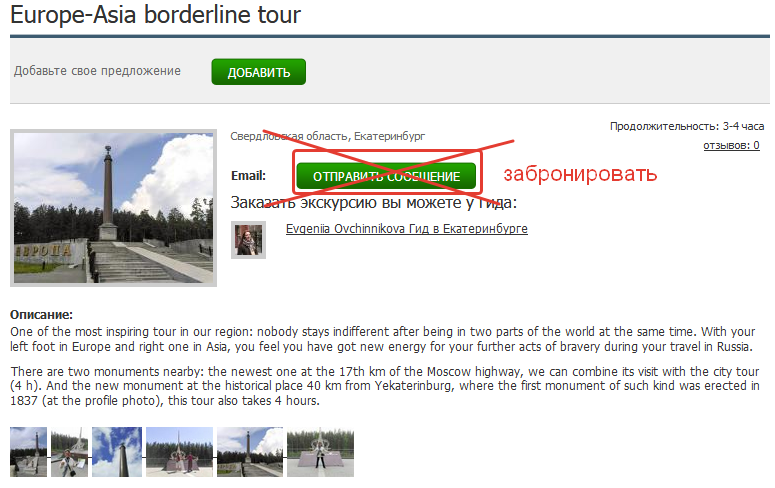 Europe-Asia borderline tour
Добавьте свое предложение
ДОБАВИТЬ
Свердловская область, Екатеринбург
Продолжительность: 3-4 часа
отзывов: 0
Email:
ОТПРАВИТЬ СООБЩЕНИЕ
забронировать
Заказать экскурсию вы можете у гида:
Evgeniia Ovchinnikova Гид в Екатеринбурге
ЕВРОПА
Описание:
One of the most inspiring tour in our region: nobody stays indifferent after being in two parts of the world at the same time. With your
left foot in Europe and right one in Asia, you feel you have got new energy for your further acts of bravery during your travel in Russia.
There are two monuments nearby: the newest one at the 17th km of the Moscow highway, we can combine its visit with the city tour
(4 h). And the new monument at the historical place 40 km from Yekaterinburg, where the first monument of such kind was erected in
1837 (at the profile photo), this tour also takes 4 hours.